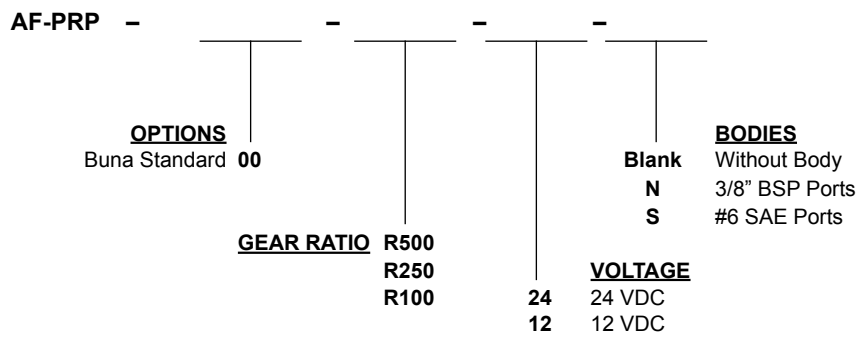 AF-PRP – – – –
OPTIONS
Buna Standard 00
GEAR RATIO R500
R250
R100
VOLTAGE
24 24 VDC
12 12 VDC
BODIES
Blank Without Body
N 3/8” BSP Ports
S #6 SAE Ports